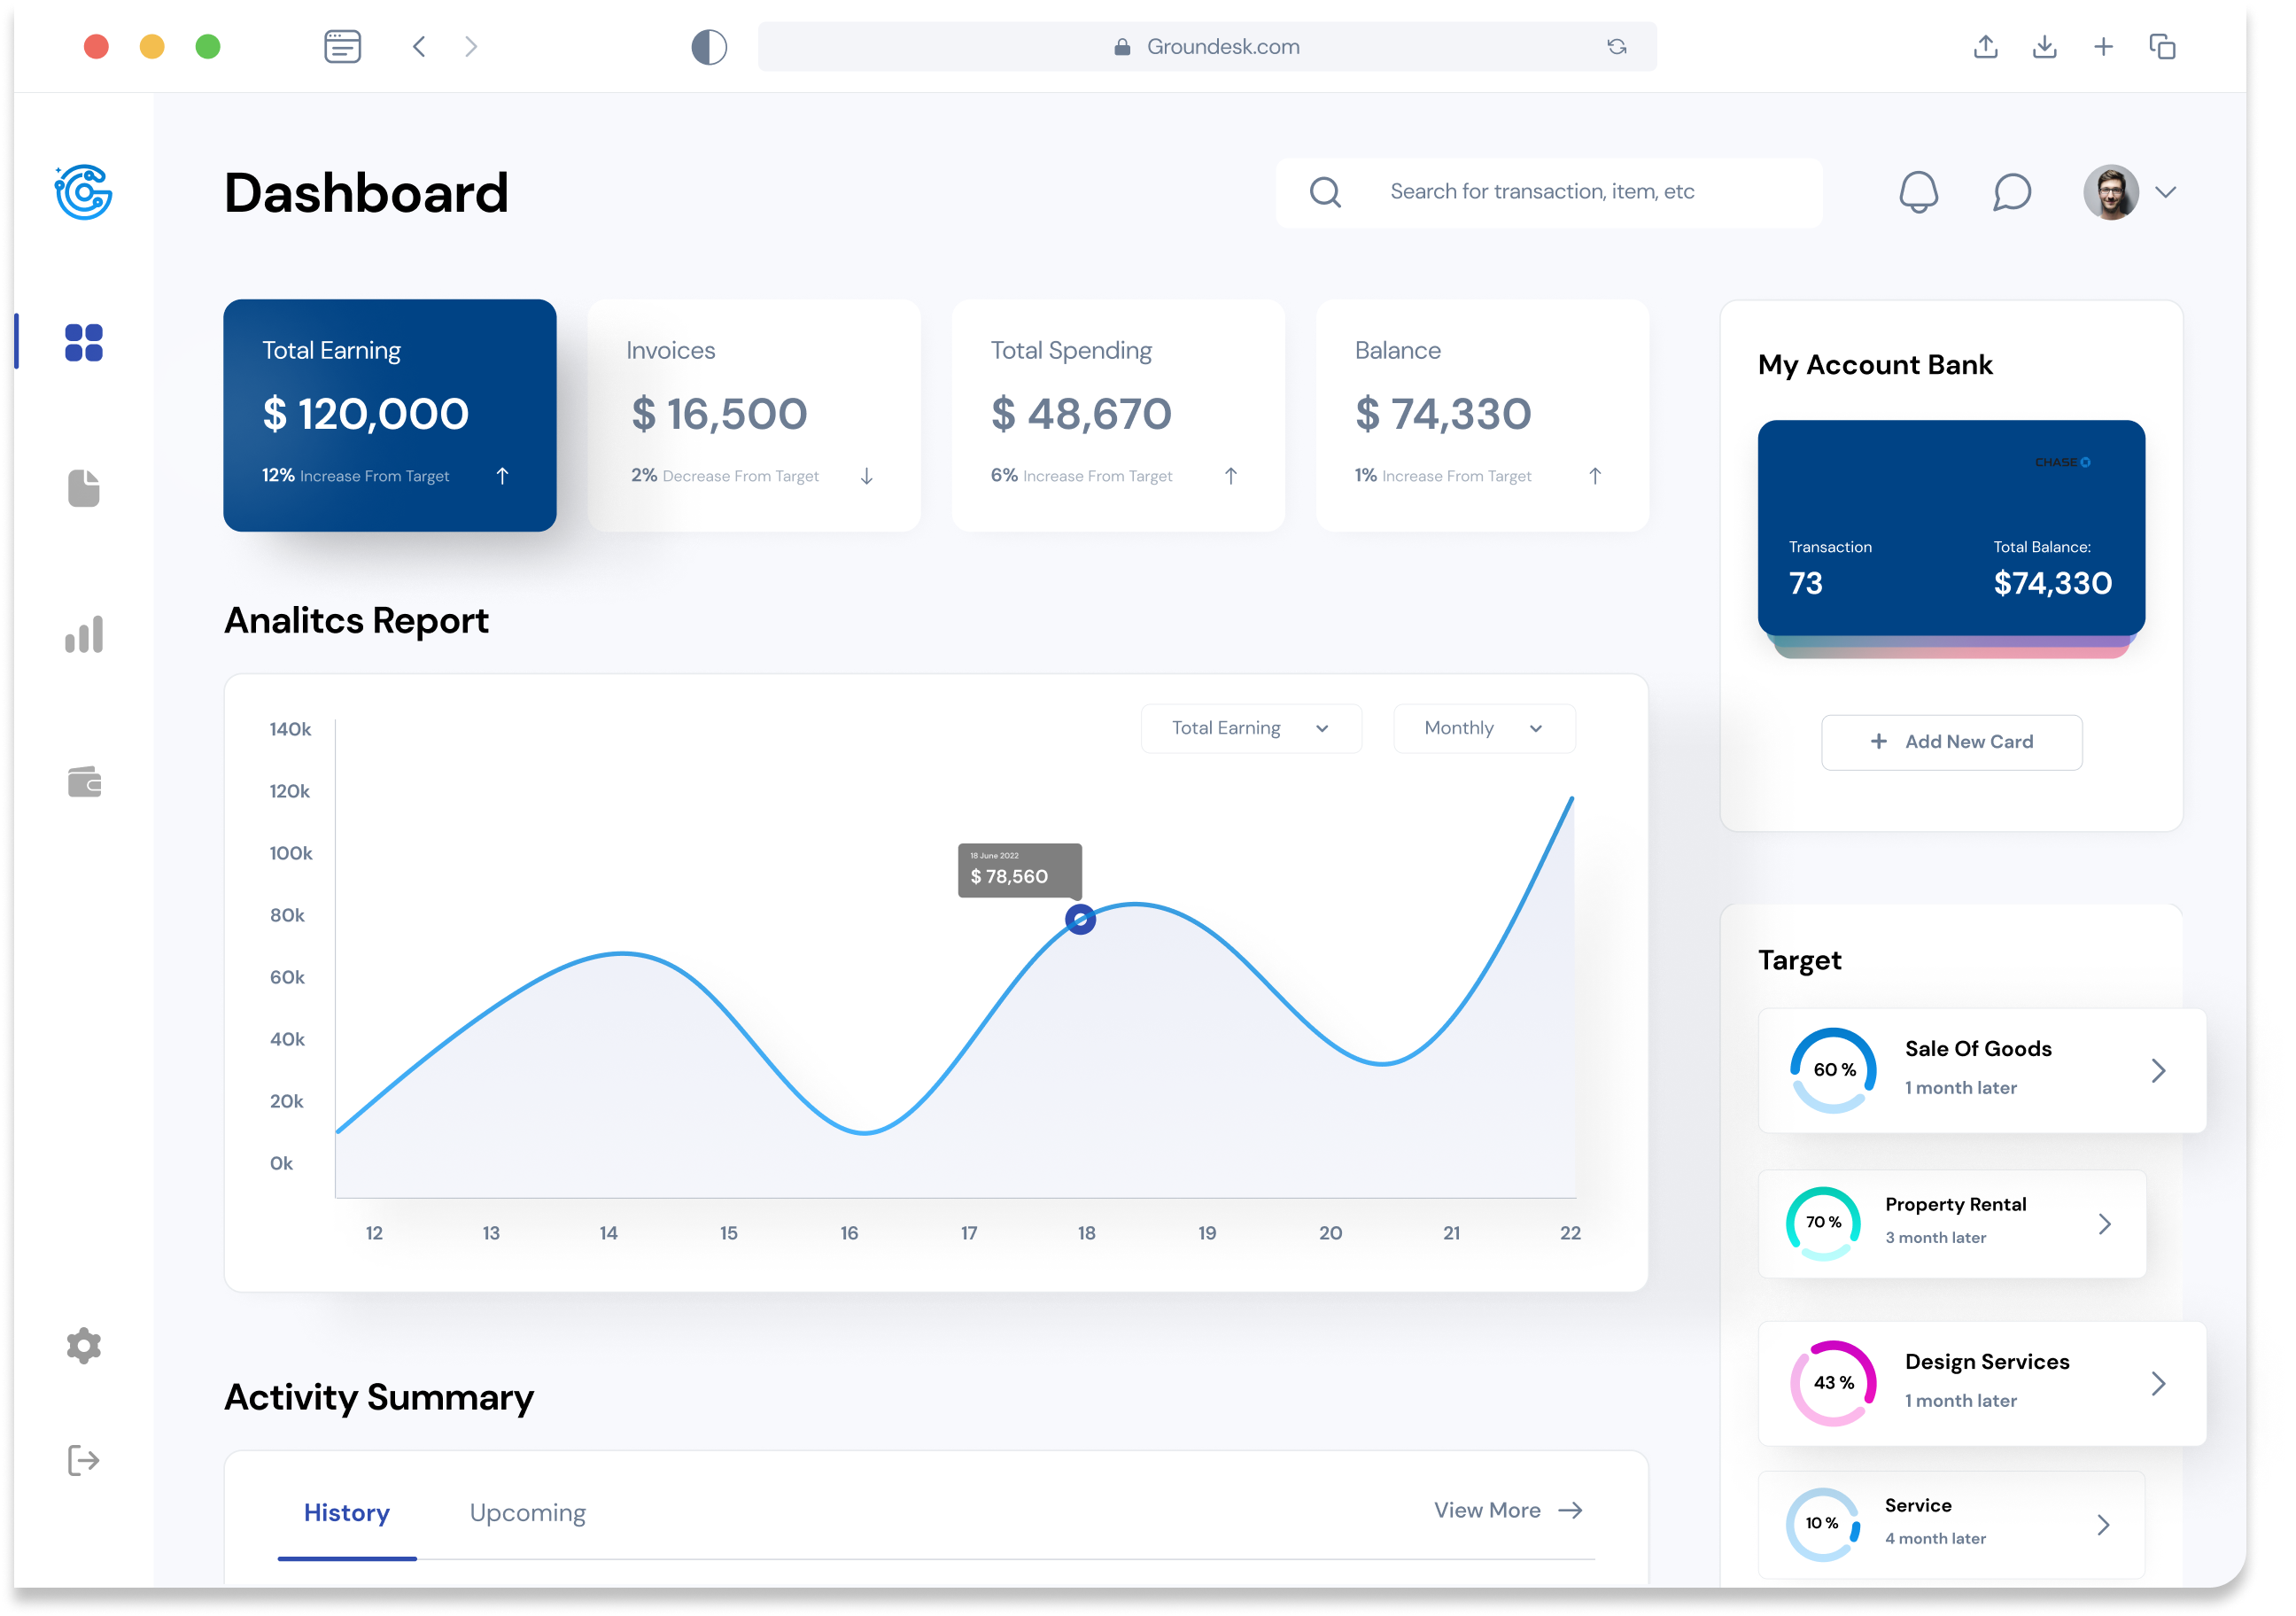 Groundesk.com
Dashboard
Search for transaction, item, etc
Total Earning
$ 120,000
12% Increase From Target
Invoices
$ 16,500
2% Decrease From Target
Total Spending
$ 48,670
6% Increase From Target
Balance
$ 74,330
1% Increase From Target
My Account Bank
CHASE
Transaction
73
Total Balance:
$74,330
+ Add New Card
Analitcs Report
Total Earning
Monthly
140k
120k
100k
80k
60k
40k
20k
0k
18 June 2022
$ 78,560
12 13 14 15 16 17 18 19 20 21 22
Target
60 %
Sale Of Goods
1 month later
70 %
Property Rental
3 month later
43 %
Design Services
1 month later
10 %
Service
4 month later
Activity Summary
History
Upcoming
View More